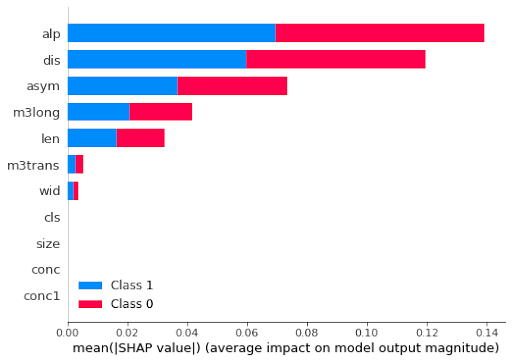 alp
dis
asym
m3long
len
m3trans
wid
cls
size
conc
conc1
Class 1
Class 0
0.00 0.02 0.04 0.06 0.08 0.10 0.12 0.14
mean(|SHAP value|) (average impact on model output magnitude)